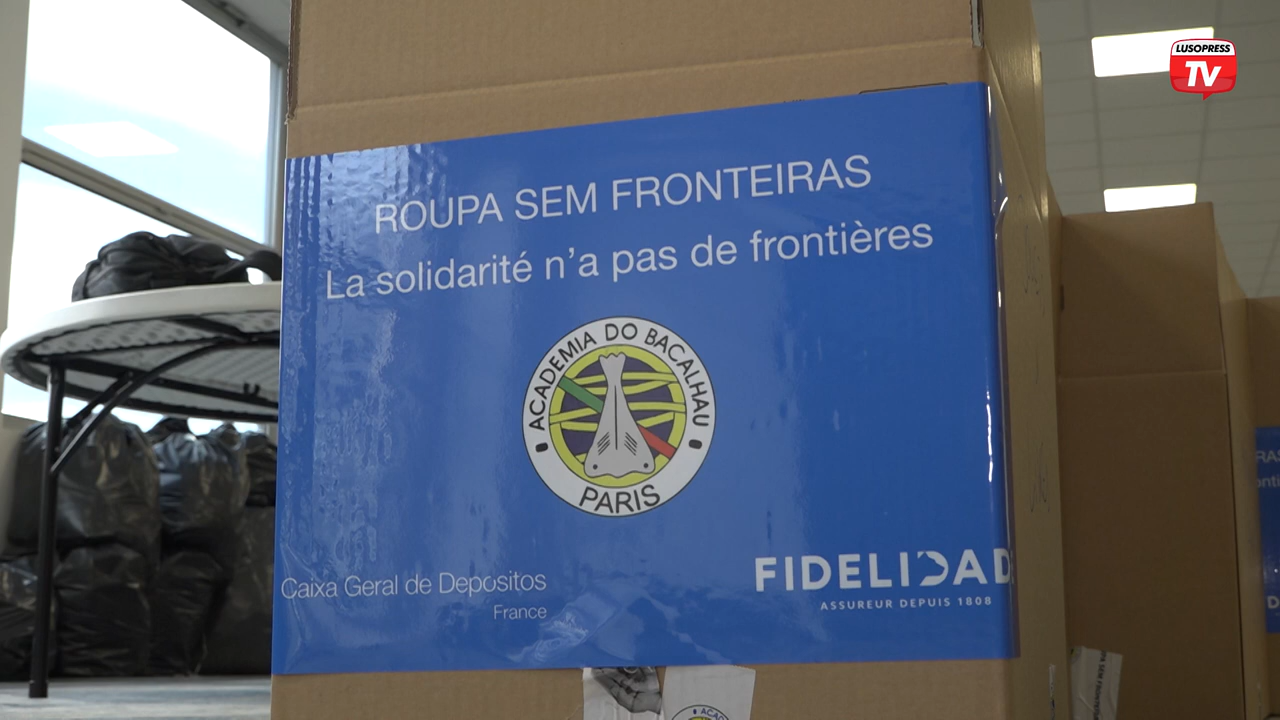 LUSOPRESS
TV
ROUPA SEM FRONTEIRAS
La solidarité n'a pas de frontières
ACADEMIA DO BACALHAU
PARIS
Caixa Geral de Depósitos
France
FIDELIDAD
ASSUREUR DEPUIS 1808